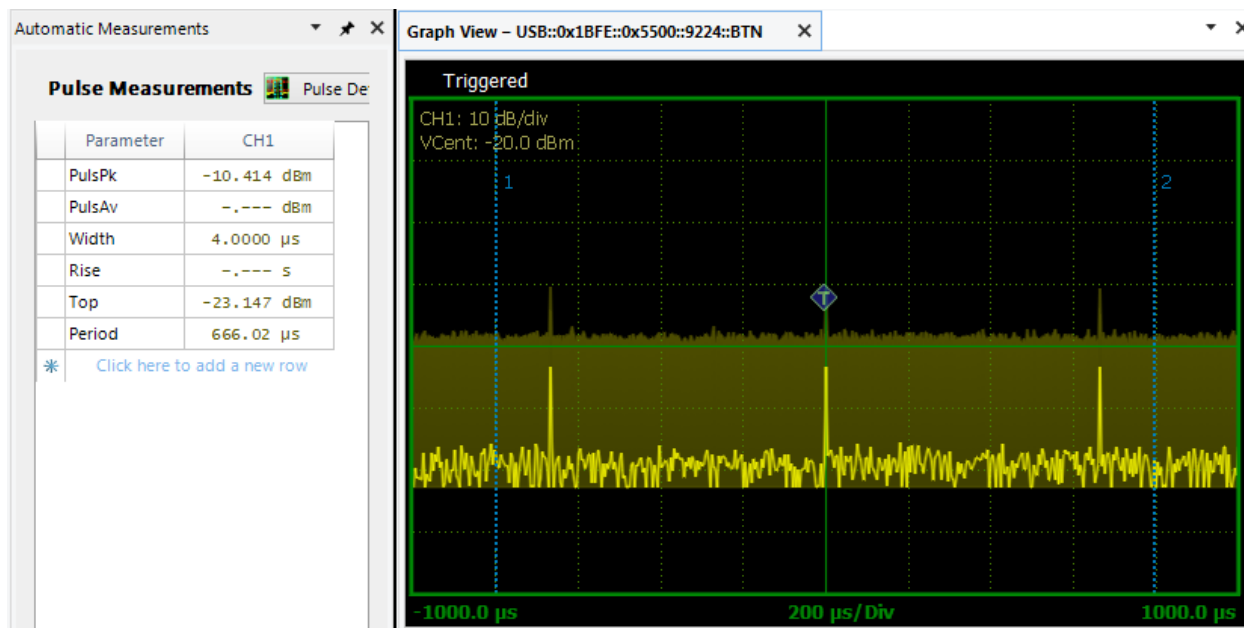 Automatic Measurements
Pulse Measurements
Pulse De
Parameter CH1
PulsPk -10.414 dBm
PulsAv -.--- dBm
Width 4.0000 µs
Rise -.--- s
Top -23.147 dBm
Period 666.02 µs
Click here to add a new row
Graph View – USB::0x1BFE::0x5500::9224::BTN
Triggered
CH1: 10 dB/div
VCent: -20.0 dBm
1
2
T
-1000.0 µs 200 µs/Div 1000.0 µs